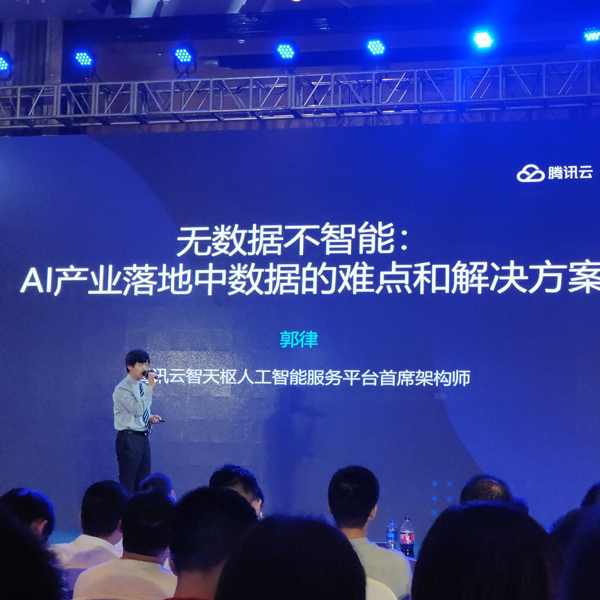 腾讯云
无数据不智能：
AI产业落地中数据的难点和解决方案
郭律
讯云智天枢人工智能服务平台首席架构师